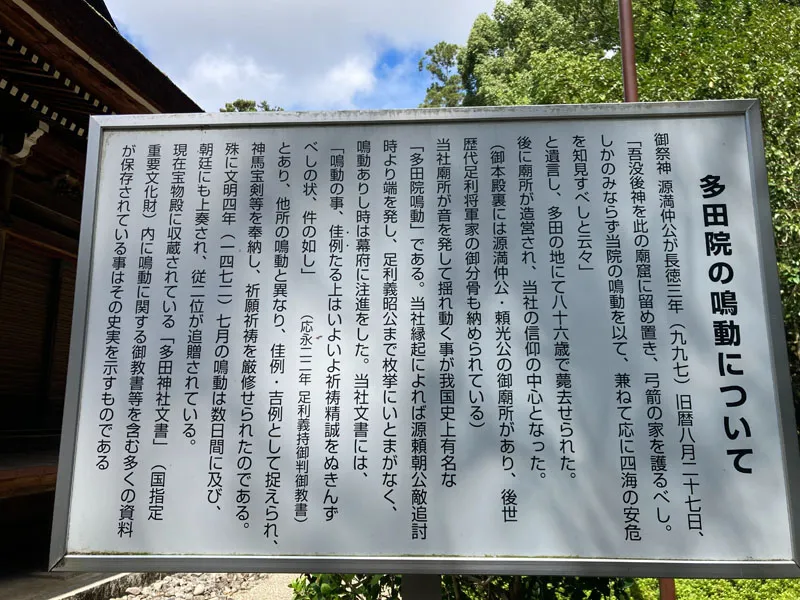 多田院の鳴動について
御祭神 源満仲公が長徳三年（九九七）旧暦八月二十七日、
「吾没後神を此の廟窟に留め置き、弓箭の家を護るべし。
しかのみならず当院の鳴動を以て、兼ねて応に四海の安危
を知見すべしと云々」
と遺言し、多田の地にて八十六歳で薨去せられた。
後に廟所が造営され、当社の信仰の中心となった。
（御本殿裏には源満仲公・頼光公の御廟所があり、後世
歴代足利将軍家の御分骨も納められている）
当社廟所が音を発して揺れ動く事が我国史上有名な
「多田院鳴動」である。当社縁起によれば源頼朝公敵追討
時より端を発し、足利義昭公まで枚挙にいとまがなく、
鳴動ありし時は幕府に注進をした。当社文書には、
「鳴動の事、佳例たる上はいよいよ祈祷精誠をぬきんず
べしの状、件の如し」（応永二二年 足利義持御判御教書）
とあり、他所の鳴動と異なり、佳例・吉例として捉えられ、
神馬宝剣等を奉納し、祈願祈祷を厳修せられたのである。
殊に文明四年（一四七二）七月の鳴動は数日間に及び、
朝廷にも上奏され、従二位が追贈されている。
現在宝物殿に収蔵されている「多田神社文書」（国指定
重要文化財）内に鳴動に関する御教書等を含む多くの資料
が保存されている事はその史実を示すものである